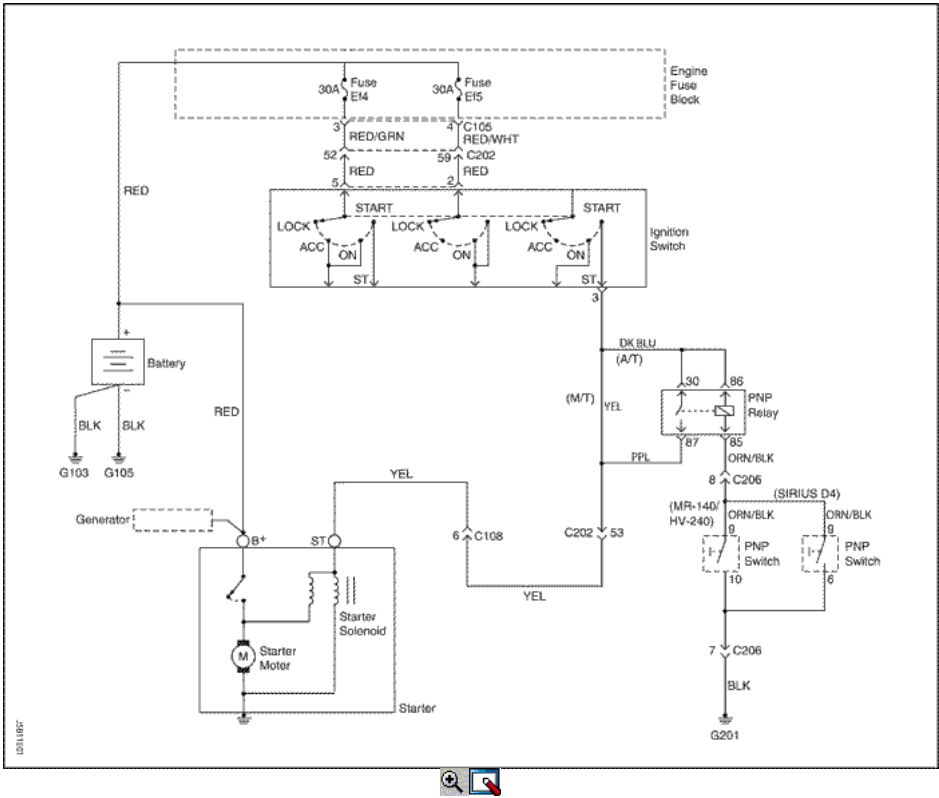 Engine
Fuse
Block
30A
Fuse
Ef4
30A
Fuse
Ef5
3
4
C105
RED/GRN
RED/WHT
52
59
C202
RED
RED
RED
5
2
START
START
LOCK
LOCK
LOCK
ACC
ACC
ACC
ON
ON
ON
ST
ST
Ignition
Switch
3
DK BLU
(A/T)
+
Battery
-
30
86
(M/T)
YEL
PNP
Relay
RED
BLK
BLK
87
85
PPL
ORN/BLK
G103
G105
YEL
8
C206
(SIRIUS D4)
(MR-140/
HV-240)
ORN/BLK
ORN/BLK
Generator
9
9
B+
ST
6
C108
C202
53
PNP
Switch
PNP
Switch
10
6
YEL
Starter
Solenoid
M
Starter
Motor
7
C206
BLK
Starter
G201